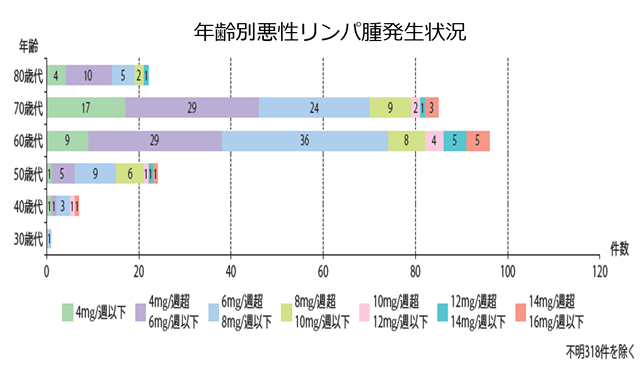 年齢別悪性リンパ腫発生状況
年齢
80歳代 4 10 5 2 1
70歳代 17 29 24 9 2 1 3
60歳代 9 29 36 8 4 5 5
50歳代 1 5 9 6 1 1 1
40歳代 1 1 3 1 1
30歳代 1
件数
0 20 40 60 80 100 120
4mg/週以下
4mg/週超 6mg/週以下
6mg/週超 8mg/週以下
8mg/週超 10mg/週以下
10mg/週超 12mg/週以下
12mg/週超 14mg/週以下
14mg/週超 16mg/週以下
不明318件を除く